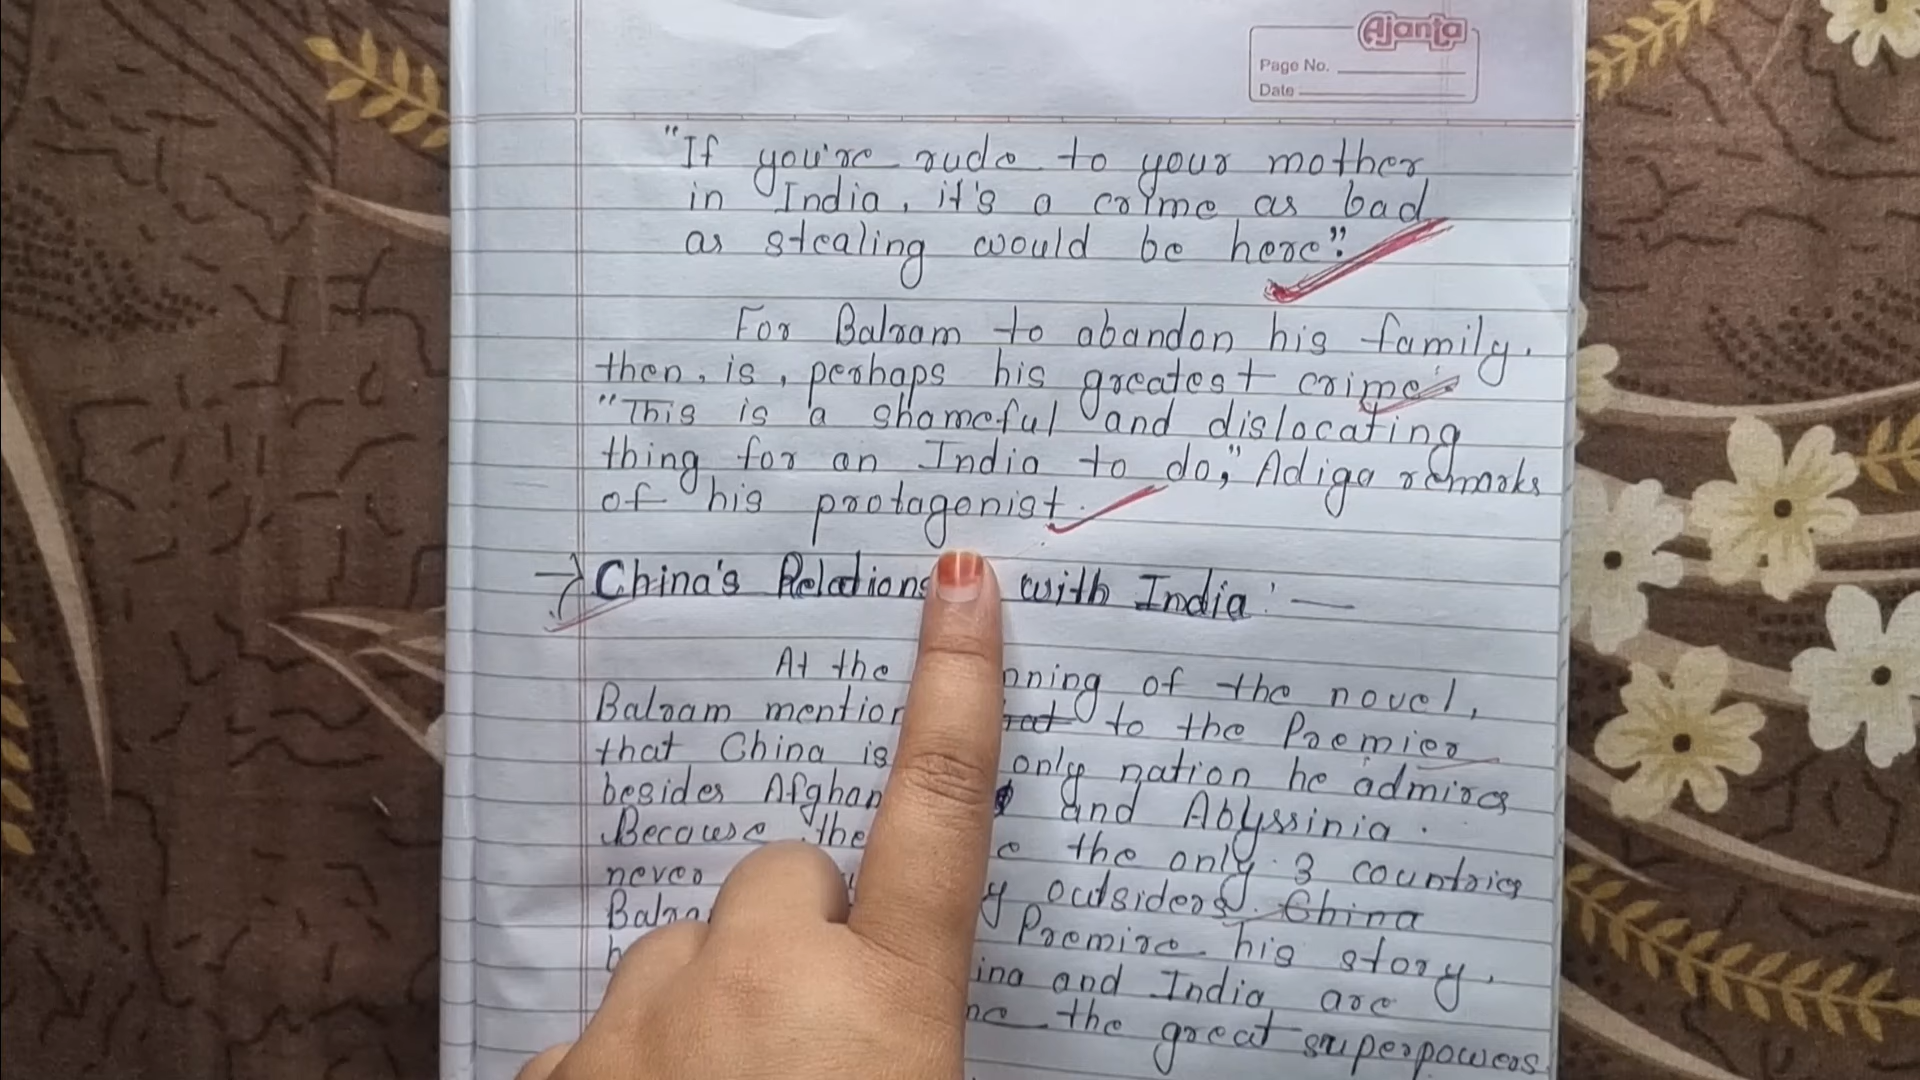 Ajanta
Page No.
Date
"If you're rude to your mother
in India, it's a crime as bad
as stealing would be here".
For Balram to abandon his family.
then, is, perhaps his greatest crime
"This is a shameful and dislocating
thing for an India to do," Adiga remarks
of his protagonist.
→ China's Relations with India :—
At the nning of the novel,
Balram mention to the Premier
that China is only nation he admires
besides Afghan and Abyssinia.
Because the the only 3 countries
never outsiders. China
Premire his story,
and India are
the great superpowers